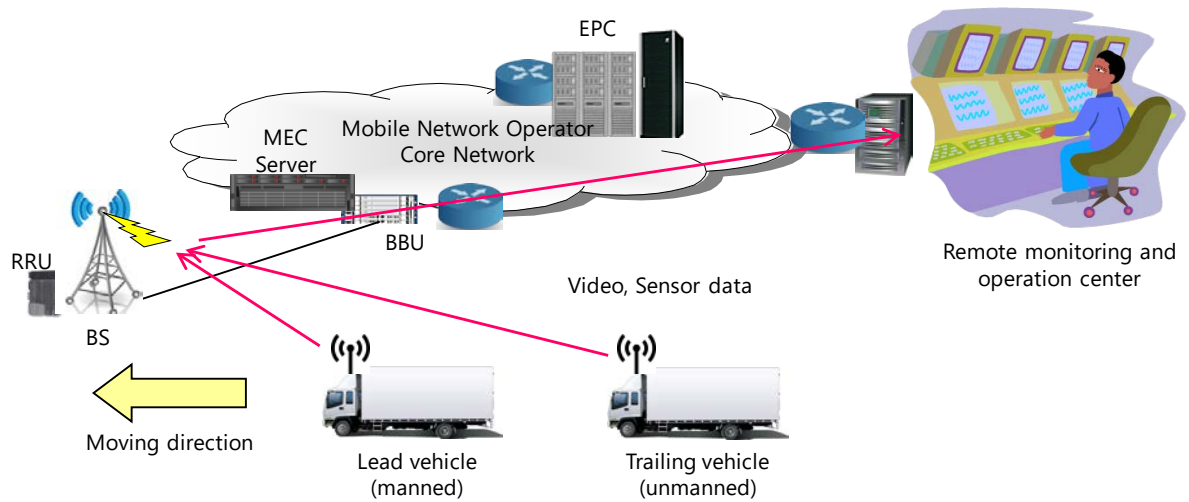 EPC
Mobile Network Operator
Core Network
MEC
Server
BBU
RRU
BS
Remote monitoring and
operation center
Video, Sensor data
Moving direction
Lead vehicle
(manned)
Trailing vehicle
(unmanned)